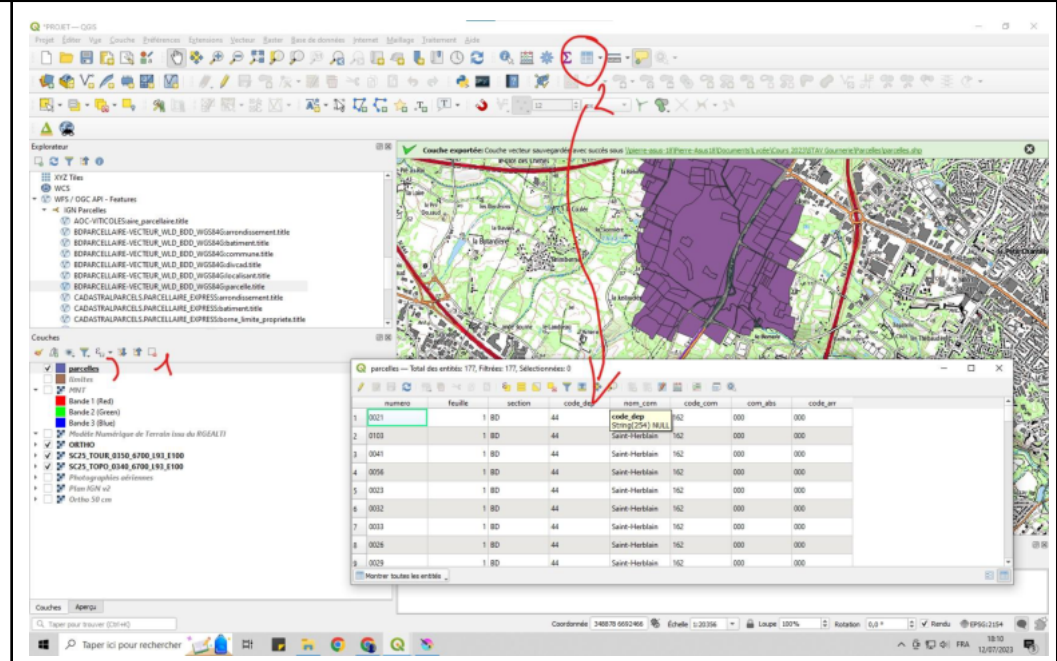 *PROJET — QGIS
Projet Éditer Vue Couche Préférences Extensions Vecteur Raster Base de données Internet Maillage Traitement Aide
2
Explorateur
XYZ Tiles
WCS
WFS / OGC API - Features
IGN Parcelles
AOC-VITICOLES:aire_parcellaire.title
BDPARCELLAIRE-VECTEUR_WLD_BDD_WGS84G:arrondissement.title
BDPARCELLAIRE-VECTEUR_WLD_BDD_WGS84G:batiment.title
BDPARCELLAIRE-VECTEUR_WLD_BDD_WGS84G:commune.title
BDPARCELLAIRE-VECTEUR_WLD_BDD_WGS84G:divcad.title
BDPARCELLAIRE-VECTEUR_WLD_BDD_WGS84G:localisant.title
BDPARCELLAIRE-VECTEUR_WLD_BDD_WGS84G:parcelle.title
CADASTRALPARCELS.PARCELLAIRE_EXPRESS:arrondissement.title
CADASTRALPARCELS.PARCELLAIRE_EXPRESS:batiment.title
CADASTRALPARCELS.PARCELLAIRE_EXPRESS:borne_limite_propriete.title
Couche exportée: Couche vecteur sauvegardée avec succès sous
Couches
1
parcelles
limites
MNT
Bande 1 (Red)
Bande 2 (Green)
Bande 3 (Blue)
Modèle Numérique de Terrain issu du RGEALTI
ORTHO
SC25_TOUR_0350_6700_L93_E100
SC25_TOPO_0340_6700_L93_E100
Photographies aériennes
Plan IGN v2
Ortho 50 cm
parcelles — Total des entités: 177, Filtrées: 177, Sélectionnées: 0
numero feuille section code_dep nom_com code_com com_abs code_arr
1 0021 1 BD 44 162 000 000
code_dep
String(254) NULL
2 0103 1 BD 44 Saint-Herblain 162 000 000
3 0041 1 BD 44 Saint-Herblain 162 000 000
4 0056 1 BD 44 Saint-Herblain 162 000 000
5 0023 1 BD 44 Saint-Herblain 162 000 000
6 0032 1 BD 44 Saint-Herblain 162 000 000
7 0033 1 BD 44 Saint-Herblain 162 000 000
8 0026 1 BD 44 Saint-Herblain 162 000 000
9 0029 1 BD 44 Saint-Herblain 162 000 000
Montrer toutes les entités
Couches Aperçu
Taper pour trouver (Ctrl+K)
Coordonnée 348878 6692466 Échelle 1:20356 Loupe 100% Rotation 0,0 ° Rendu EPSG:2154
Taper ici pour rechercher
FRA 18:10
12/07/2023